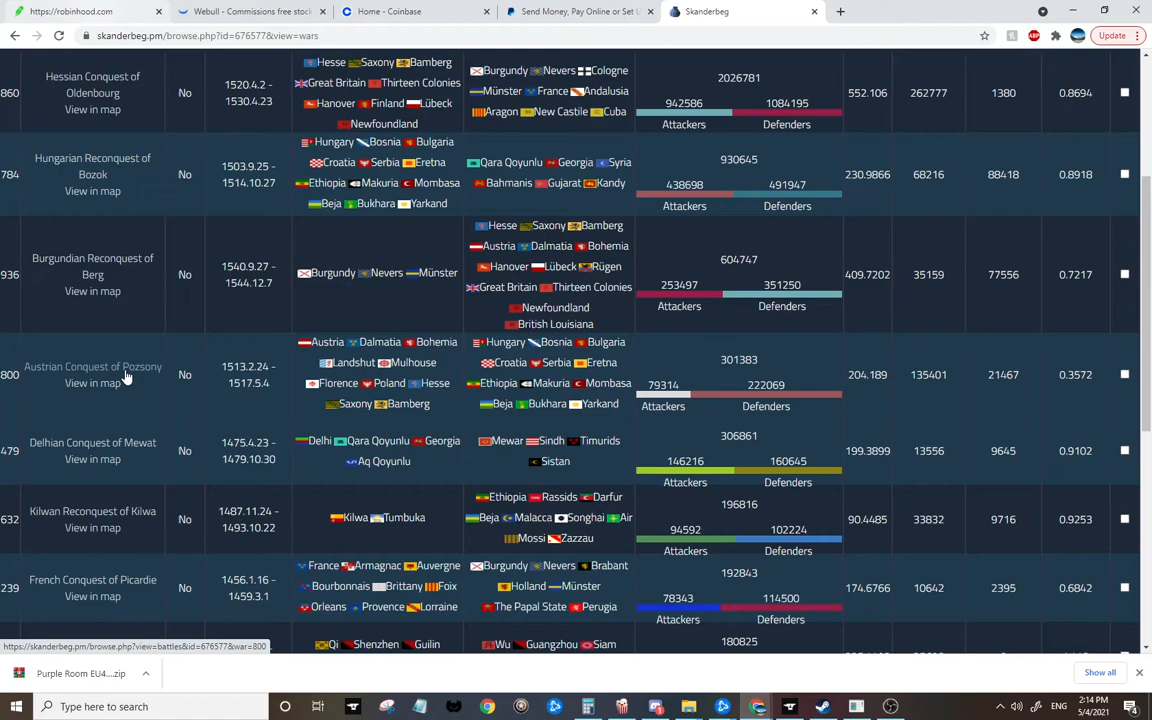 https://robinhood.com
Webull - Commissions free stock
Home - Coinbase
Send Money, Pay Online or Set U
Skanderbeg
skanderbeg.pm/browse.php?id=676577&view=wars
Update
860
Hessian Conquest of
Oldenbourg
View in map
No
1520.4.2 -
1530.4.23
Hesse Saxony Bamberg
Great Britain Thirteen Colonies
Hanover Finland Lübeck
Newfoundland
Burgundy Nevers Cologne
Münster France Andalusia
Aragon New Castile Cuba
2026781
942586 1084195
Attackers Defenders
552.106
262777
1380
0.8694
784
Hungarian Reconquest of
Bozok
View in map
No
1503.9.25 -
1514.10.27
Hungary Bosnia Bulgaria
Croatia Serbia Eretna
Ethiopia Makuria Mombasa
Beja Bukhara Yarkand
Qara Qoyunlu Georgia Syria
Bahmanis Gujarat Kandy
930645
438698 491947
Attackers Defenders
230.9866
68216
88418
0.8918
936
Burgundian Reconquest of
Berg
View in map
No
1540.9.27 -
1544.12.7
Burgundy Nevers Münster
Hesse Saxony Bamberg
Austria Dalmatia Bohemia
Hanover Lübeck Rügen
Great Britain Thirteen Colonies
Newfoundland
British Louisiana
604747
253497 351250
Attackers Defenders
409.7202
35159
77556
0.7217
800
Austrian Conquest of Pozsony
View in map
No
1513.2.24 -
1517.5.4
Austria Dalmatia Bohemia
Landshut Mulhouse
Florence Poland Hesse
Saxony Bamberg
Hungary Bosnia Bulgaria
Croatia Serbia Eretna
Ethiopia Makuria Mombasa
Beja Bukhara Yarkand
301383
79314 222069
Attackers Defenders
204.189
135401
21467
0.3572
479
Delhian Conquest of Mewat
View in map
No
1475.4.23 -
1479.10.30
Delhi Qara Qoyunlu Georgia
Aq Qoyunlu
Mewar Sindh Timurids
Sistan
306861
146216 160645
Attackers Defenders
199.3899
13556
9645
0.9102
632
Kilwan Reconquest of Kilwa
View in map
No
1487.11.24 -
1493.10.22
Kilwa Tumbuka
Ethiopia Rassids Darfur
Beja Malacca Songhai Air
Mossi Zazzau
196816
94592 102224
Attackers Defenders
90.4485
33832
9716
0.9253
239
French Conquest of Picardie
View in map
No
1456.1.16 -
1459.3.1
France Armagnac Auvergne
Bourbonnais Brittany Foix
Orleans Provence Lorraine
Burgundy Nevers Brabant
Holland Münster
The Papal State Perugia
192843
78343 114500
Attackers Defenders
174.6766
10642
2395
0.6842
Qi Shenzhen Guilin
Wu Guangzhou Siam
180825
https://skanderbeg.pm/browse.php?view=battles&id=676577&war=800
Purple Room EU4....zip
Show all
Type here to search
ENG
2:14 PM
5/4/2021